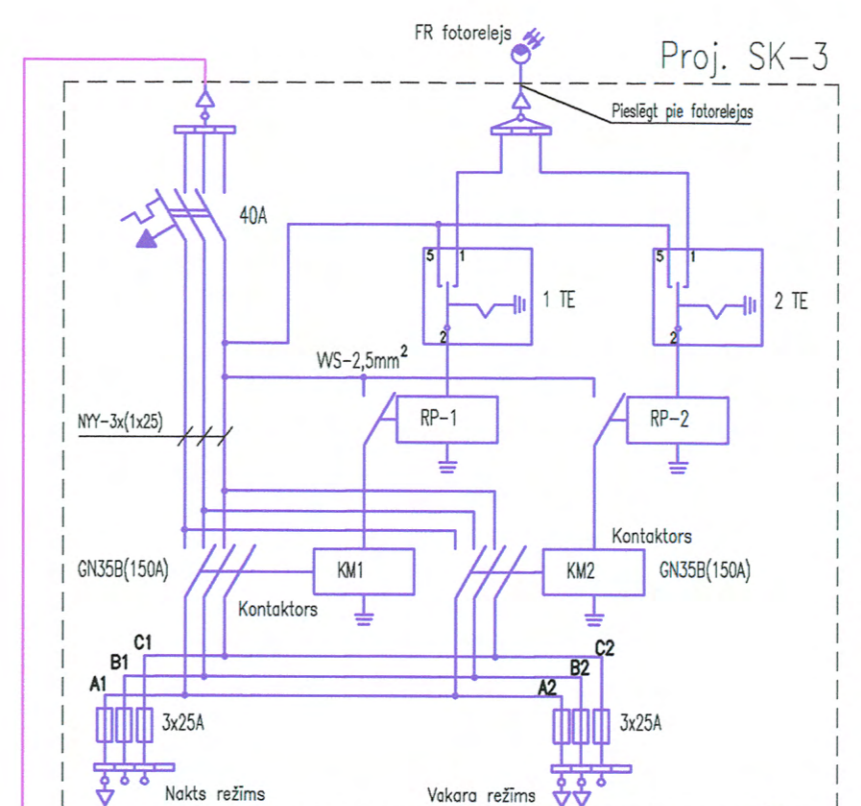 FR fotorelejs
Proj. SK-3
Pieslēgt pie fotorelejas
40A
5 1
1 TE
2
5 1
2 TE
2
VVS-2,5mm²
NYY-3x(1x25)
RP-1
RP-2
Kontaktors
GN35B(150A)
KM1
KM2
GN35B(150A)
Kontaktors
C1
B1
A1
C2
B2
A2
3x25A
3x25A
Nakts režīms
Vakara režīms